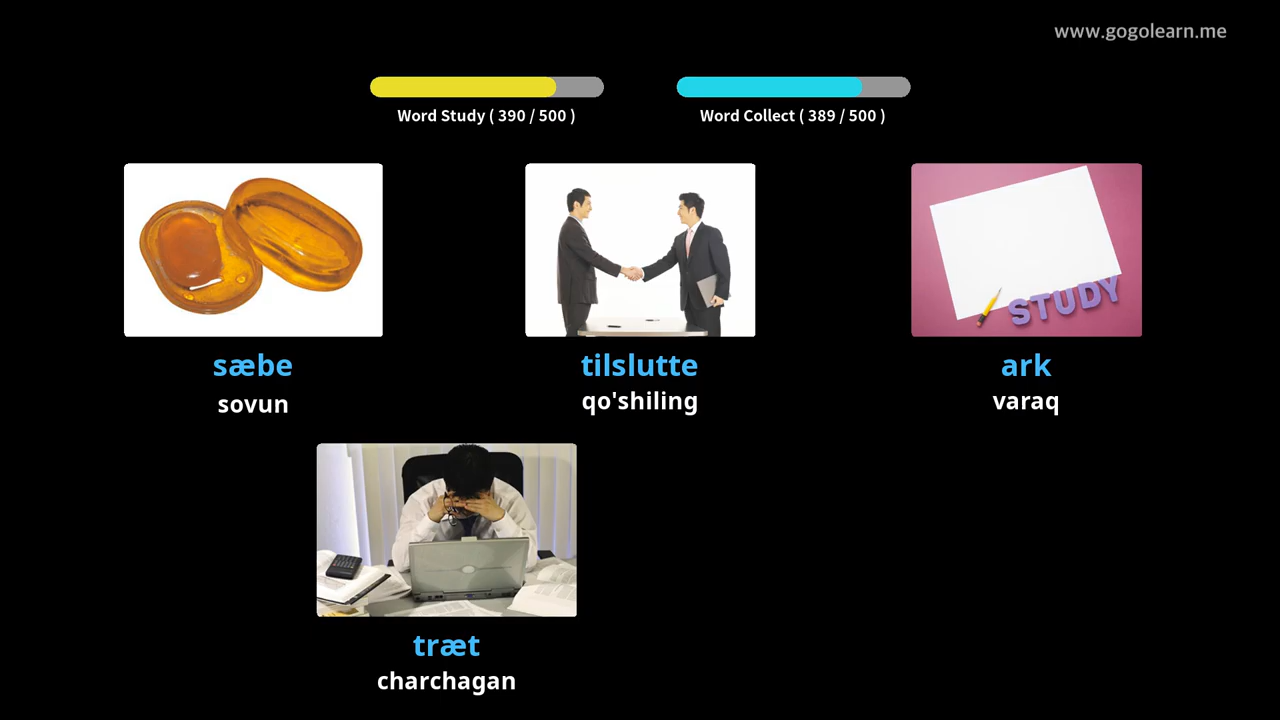 www.gogolearn.me
Word Study ( 390 / 500 )
Word Collect ( 389 / 500 )
STUDY
sæbe
sovun
tilslutte
qo'shiling
ark
varaq
træt
charchagan